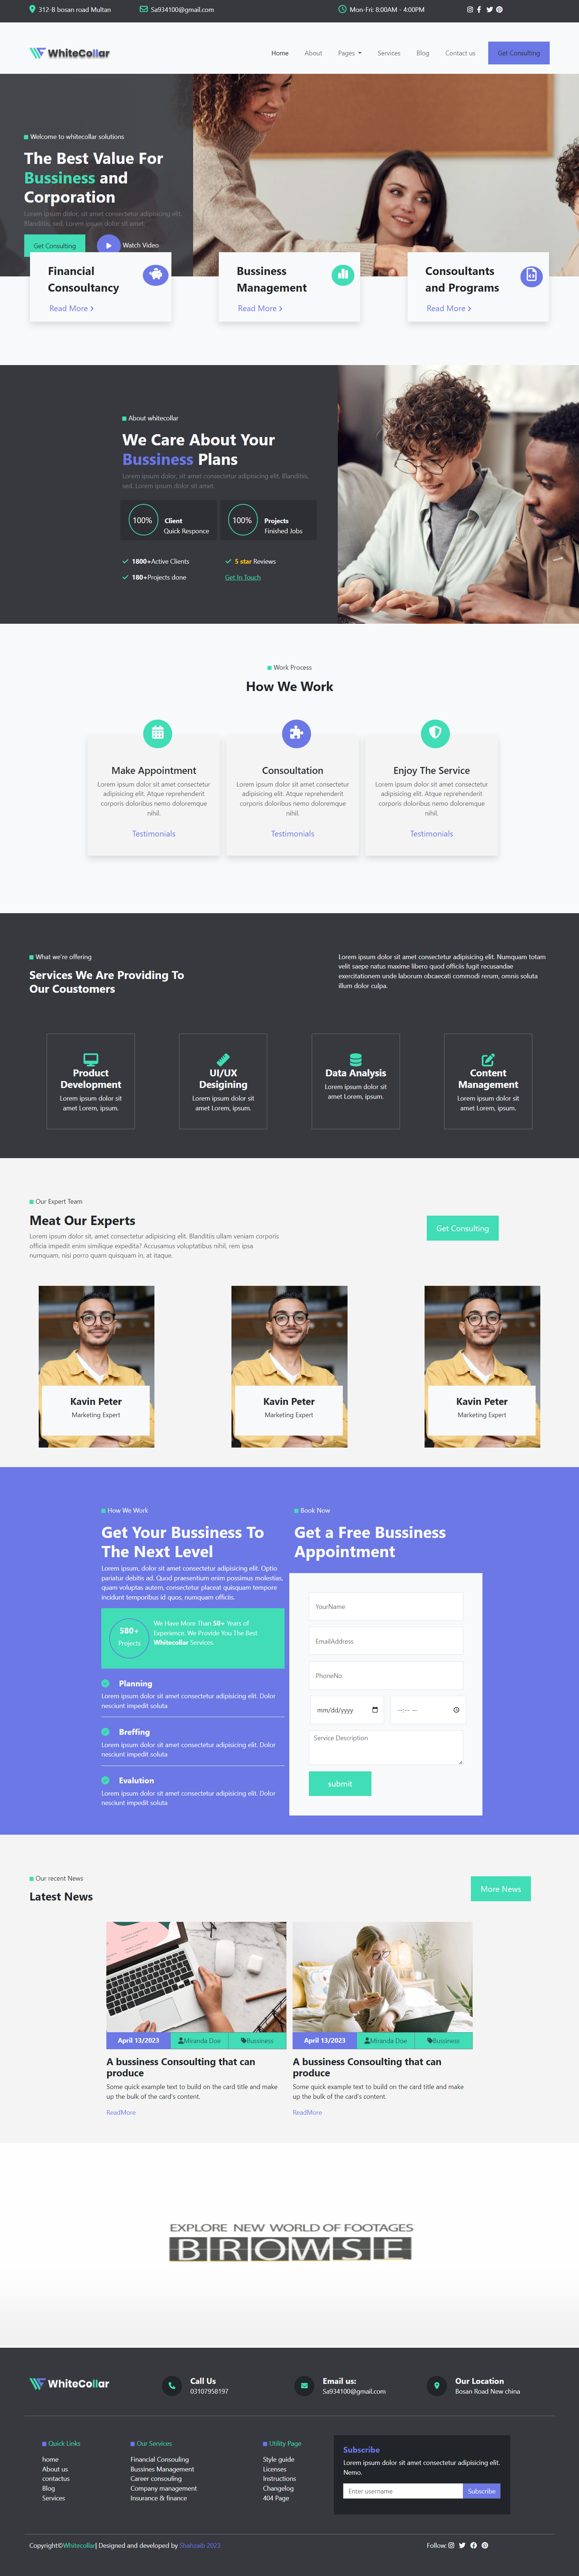 312-B bosan road Multan
Sa934100@gmail.com
Mon-Fri: 8:00AM - 4:00PM
WhiteCollar
Home
About
Pages
Services
Blog
Contact us
Get Consulting
Welcome to whitecollar solutions
The Best Value For
Bussiness and
Corporation
Lorem ipsum dolor sit, amet consectetur adipisicing elit.
Blanditiis, sed. Lorem ipsum dolor sit amet.
Get Consulting
Watch Video
Financial
Consultancy
Read More
Bussiness
Management
Read More
Consultants
and Programs
Read More
About whitecollar
We Care About Your
Bussiness Plans
Lorem ipsum dolor sit, amet consectetur adipisicing elit. Blanditiis,
sed. Lorem ipsum dolor sit amet.
100%
Client
Quick Responce
100%
Projects
Finished Jobs
1800+Active Clients
5 star Reviews
180+Projects done
Get In Touch
Work Process
How We Work
Make Appointment
Lorem ipsum dolor sit amet consectetur
adipisicing elit. Atque reprehenderit
corporis doloribus nemo doloremque
nihil.
Testimonials
Consoultation
Lorem ipsum dolor sit amet consectetur
adipisicing elit. Atque reprehenderit
corporis doloribus nemo doloremque
nihil.
Testimonials
Enjoy The Service
Lorem ipsum dolor sit amet consectetur
adipisicing elit. Atque reprehenderit
corporis doloribus nemo doloremque
nihil.
Testimonials
What we're offering
Services We Are Providing To
Our Coustomers
Lorem ipsum dolor sit amet consectetur adipisicing elit. Numquam totam
velit saepe natus maxime libero quod officiis fugit recusandae
exercitationem unde laborum obcaecati commodi rerum, omnis soluta
illum dolor culpa.
Product
Development
Lorem ipsum dolor sit
amet Lorem, ipsum.
UI/UX
Desigining
Lorem ipsum dolor sit
amet Lorem, ipsum.
Data Analysis
Lorem ipsum dolor sit
amet Lorem, ipsum.
Content
Management
Lorem ipsum dolor sit
amet Lorem, ipsum.
Our Expert Team
Meat Our Experts
Lorem ipsum dolor sit, amet consectetur adipisicing elit. Blanditiis ullam veniam corporis
officia impedit enim similique expedita? Accusamus voluptatibus nihil, rem ipsa
numquam, nisi porro quam quisquam in, at itaque.
Get Consulting
Kavin Peter
Marketing Expert
Kavin Peter
Marketing Expert
Kavin Peter
Marketing Expert
How We Work
Get Your Bussiness To
The Next Level
Lorem, ipsum dolor sit amet consectetur adipisicing elit. Optio
pariatur debitis ad. Quod praesentium enim possimus molestias,
quam voluptas autem, consectetur placeat quisquam tempore
incidunt temporibus id quos, numquam officiis.
580+
Projects
We Have More Than 50+ Years of
Experience. We Provide You The Best
Whitecollar Services.
Planning
Lorem ipsum dolor sit amet consectetur adipisicing elit. Dolor
nesciunt impedit soluta
Breffing
Lorem ipsum dolor sit amet consectetur adipisicing elit. Dolor
nesciunt impedit soluta
Evalution
Lorem ipsum dolor sit amet consectetur adipisicing elit. Dolor
nesciunt impedit soluta
Book Now
Get a Free Bussiness
Appointment
YourName
EmailAddress
PhoneNo
mm/dd/yyyy
--:-- --
Service Description
submit
Our recent News
Latest News
More News
April 13/2023
Miranda Doe
Bussiness
A bussiness Consoulting that can
produce
Some quick example text to build on the card title and make
up the bulk of the card's content.
ReadMore
April 13/2023
Miranda Doe
Bussiness
A bussiness Consoulting that can
produce
Some quick example text to build on the card title and make
up the bulk of the card's content.
ReadMore
EXPLORE NEW WORLD OF FOOTAGES
BROWSE
WhiteCollar
Call Us
03107958197
Email us:
Sa934100@gmail.com
Our Location
Bosan Road New china
Quick Links
home
About us
contactus
Blog
Services
Our Services
Financial Consouling
Bussines Management
Career consouling
Company management
Insurance & finance
Utility Page
Style guide
Licenses
Instructions
Changelog
404 Page
Subscribe
Lorem ipsum dolor sit amet consectetur adipisicing elit.
Nemo.
Enter username
Subscribe
Copyright©Whitecollar| Designed and developed by Shahzaib 2023
Follow: